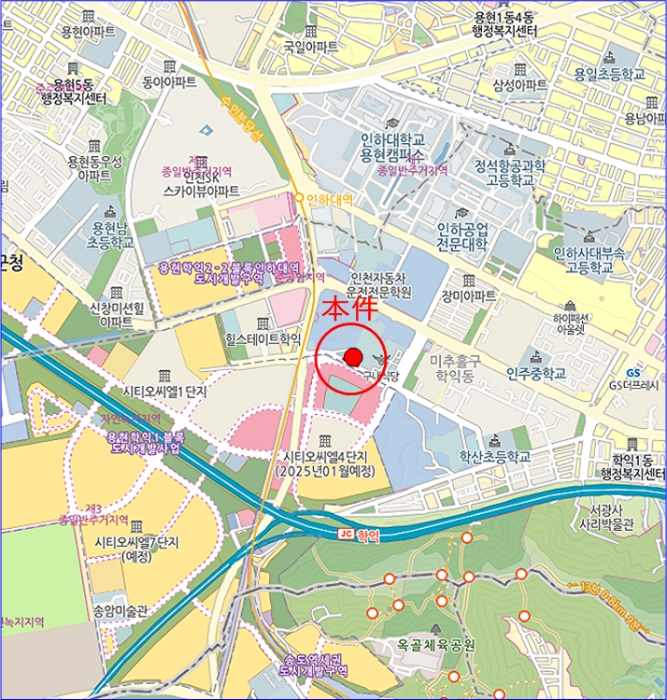 용현아파트
국일아파트
용현1동4동
행정복지센터
동아아파트
용현5동
행정복지센터
삼성아파트
용일초등학교
용남아파
수인분당선
인하대학교
용현캠퍼스
용현동우성
아파트
종일반주거지역
인천SK
스카이뷰아파트
종일반주거지역
정석항공과학
고등학교
인하대역
용현남
초등학교
인하공업
전문대학
인하사대부속
고등학교
군청
용현학익2-2블록인하대역
도시개발구역
인천자동차
운전전문학원
장미아파트
신창미션힐
아파트
本件
하이패션
아울렛
힐스테이트학익
구내식당
미추홀구
학익동
인주중학교
GS
GS더프레시
시티오씨엘1단지
자연녹지지역
용현학익1블록
도시개발사업
시티오씨엘4단지
(2025년01월예정)
학산초등학교
학익1동
행정복지센터
제3
종일반주거지역
서광사
사리박물관
시티오씨엘7단지
(예정)
JC 학익
송암미술관
녹지지역
옥골체육공원
송도역세권
도시개발구역